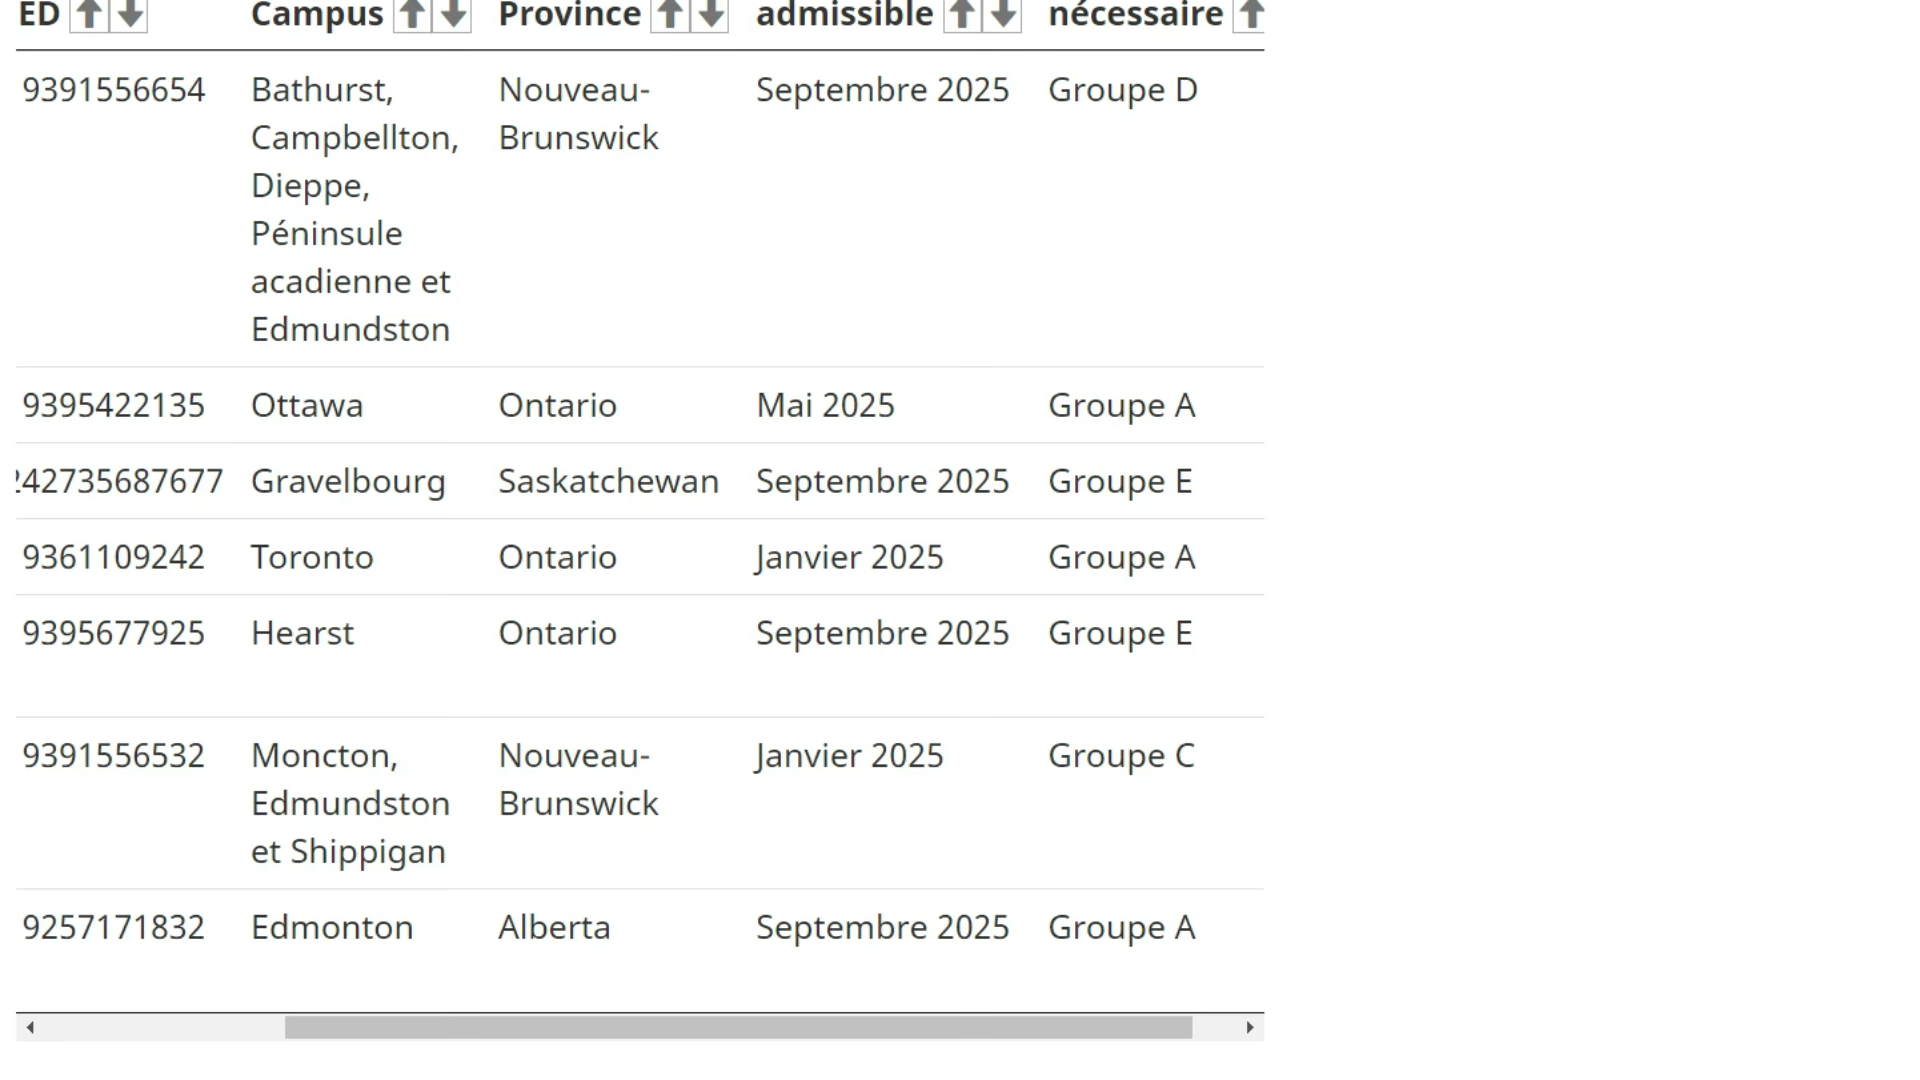 ED Campus Province admissible nécessaire
9391556654 Bathurst, Nouveau- Septembre 2025 Groupe D
Campbellton, Brunswick
Dieppe,
Péninsule
acadienne et
Edmundston
9395422135 Ottawa Ontario Mai 2025 Groupe A
42735687677 Gravelbourg Saskatchewan Septembre 2025 Groupe E
9361109242 Toronto Ontario Janvier 2025 Groupe A
9395677925 Hearst Ontario Septembre 2025 Groupe E
9391556532 Moncton, Nouveau- Janvier 2025 Groupe C
Edmundston Brunswick
et Shippigan
9257171832 Edmonton Alberta Septembre 2025 Groupe A